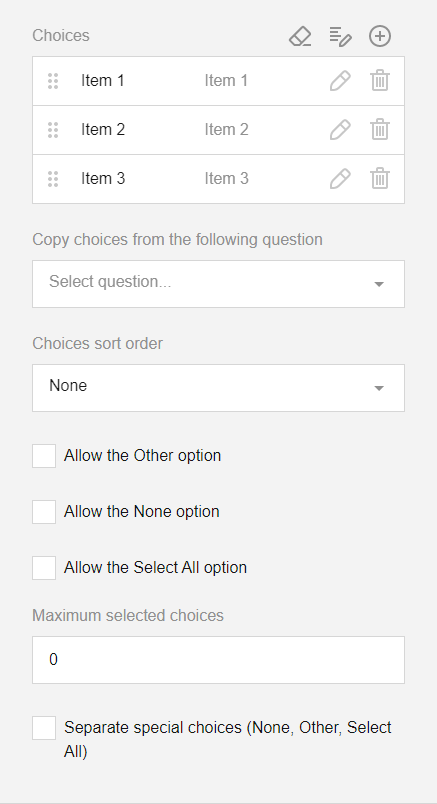 Choices
Item 1 Item 1
Item 2 Item 2
Item 3 Item 3
Copy choices from the following question
Select question...
Choices sort order
None
Allow the Other option
Allow the None option
Allow the Select All option
Maximum selected choices
0
Separate special choices (None, Other, Select
All)